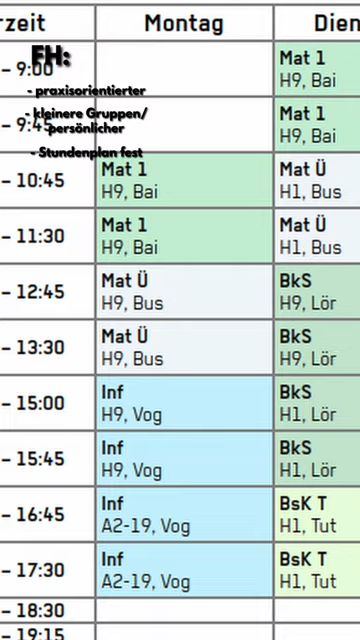 rzeit Montag Dien
– 9:00 Mat 1
H9, Bai
FH:
- praxisorientierter
- kleinere Gruppen/
persönlicher
- Stundenplan fest
– 9:45 Mat 1
H9, Bai
– 10:45 Mat 1 Mat Ü
H9, Bai H1, Bus
– 11:30 Mat 1 Mat Ü
H9, Bai H1, Bus
– 12:45 Mat Ü BkS
H9, Bus H9, Lör
– 13:30 Mat Ü BkS
H9, Bus H9, Lör
– 15:00 Inf BkS
H9, Vog H1, Lör
– 15:45 Inf BkS
H9, Vog H1, Lör
– 16:45 Inf BsK T
A2-19, Vog H1, Tut
– 17:30 Inf BsK T
A2-19, Vog H1, Tut
– 18:30
– 19:15